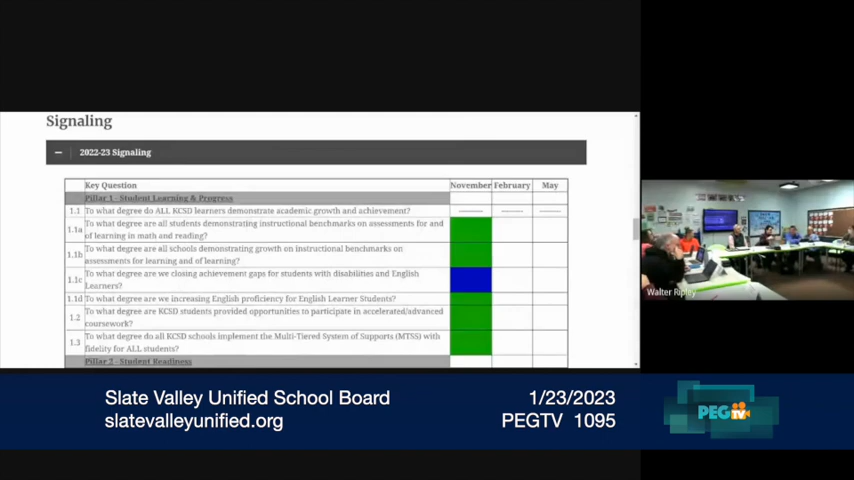 Signaling
− 2022-23 Signaling
Key Question November February May
Pillar 1 - Student Learning & Progress
1.1 To what degree do ALL KCSD learners demonstrate academic growth and achievement? ---------- ---------- ----------
1.1a To what degree are all students demonstrating instructional benchmarks on assessments for and
of learning in math and reading?
1.1b To what degree are all schools demonstrating growth on instructional benchmarks on
assessments for learning and of learning?
1.1c To what degree are we closing achievement gaps for students with disabilities and English
Learners?
1.1d To what degree are we increasing English proficiency for English Learner Students?
1.2 To what degree are KCSD students provided opportunities to participate in accelerated/advanced
coursework?
1.3 To what degree do all KCSD schools implement the Multi-Tiered System of Supports (MTSS) with
fidelity for ALL students?
Pillar 2 - Student Readiness
Walter Ripley
Slate Valley Unified School Board 1/23/2023
slatevalleyunified.org PEGTV 1095
PEG TV